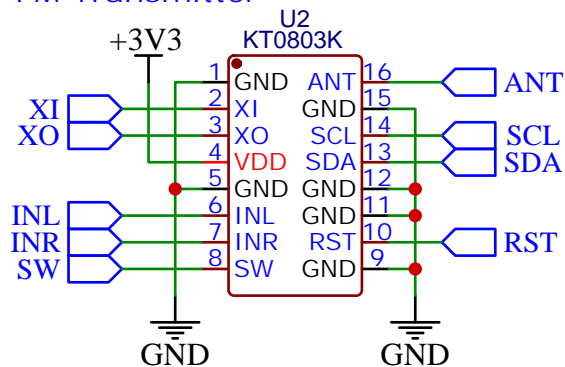 FM Transmitter
U2
KT0803K
+3V3
1 GND ANT 16 ANT
XI 2 XI GND 15
XO 3 XO SCL 14 SCL
4 VDD SDA 13 SDA
5 GND GND 12
INL 6 INL GND 11
INR 7 INR RST 10 RST
SW 8 SW GND 9
GND GND